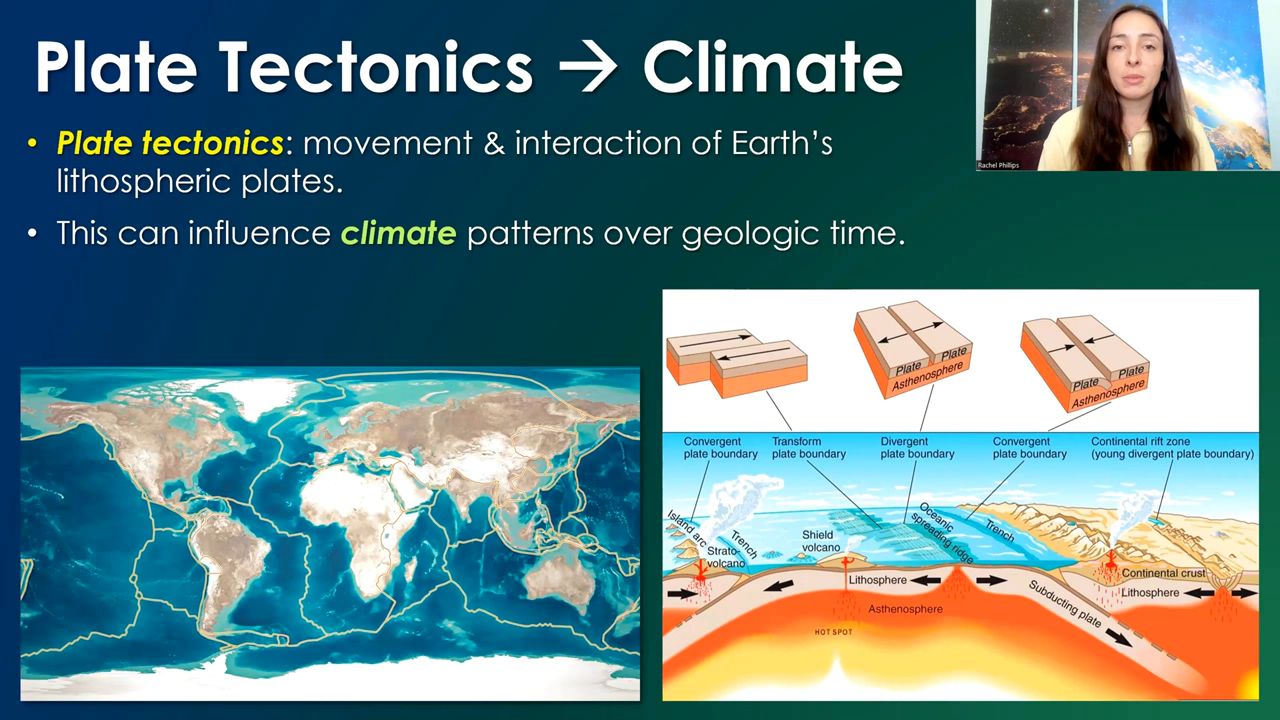 Plate Tectonics → Climate
• Plate tectonics: movement & interaction of Earth’s
lithospheric plates.
• This can influence climate patterns over geologic time.
Rachel Phillips
Plate
Plate
Asthenosphere
Plate
Plate
Asthenosphere
Convergent
plate boundary
Transform
plate boundary
Divergent
plate boundary
Convergent
plate boundary
Continental rift zone
(young divergent plate boundary)
Island arc
Trench
Strato-
volcano
Shield
volcano
Oceanic
spreading ridge
Trench
Lithosphere
Asthenosphere
HOT SPOT
Subducting plate
Continental crust
Lithosphere